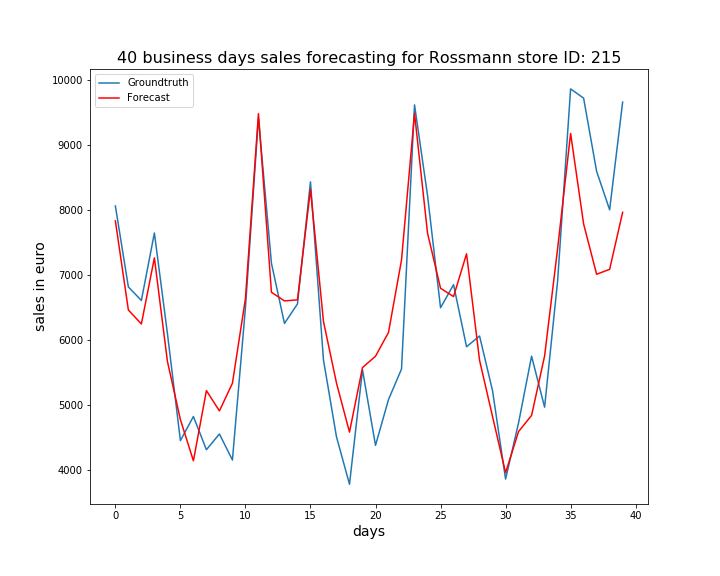 40 business days sales forecasting for Rossmann store ID: 215
Groundtruth
Forecast
10000
9000
8000
7000
6000
5000
4000
sales in euro
0 5 10 15 20 25 30 35 40
days